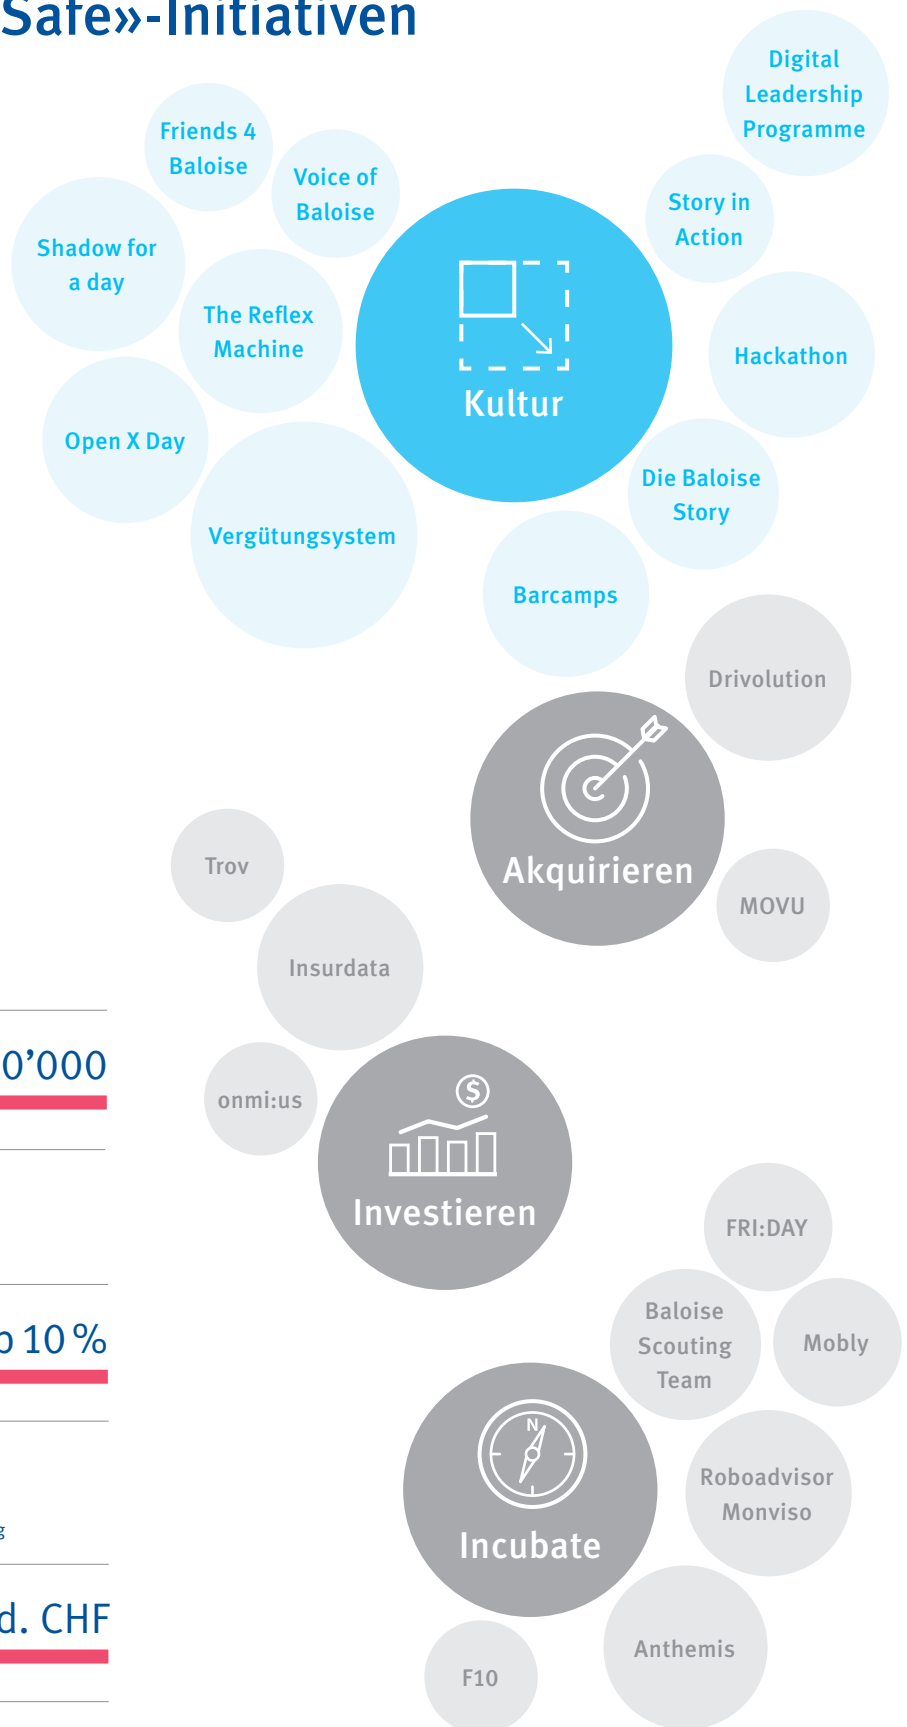 Safe»-Initiativen
Digital
Leadership
Programme
Friends 4
Baloise
Voice of
Baloise
Story in
Action
Shadow for
a day
The Reflex
Machine
Hackathon
Kultur
Open X Day
Die Baloise
Story
Vergütungsystem
Barcamps
Drivolution
Trov
Akquirieren
MOVU
Insurdata
0’000
onmi:us
$
Investieren
FRI:DAY
Baloise
Scouting
Team
Mobly
10 %
N
Roboadvisor
Monviso
g
Incubate
d. CHF
Anthemis
F10